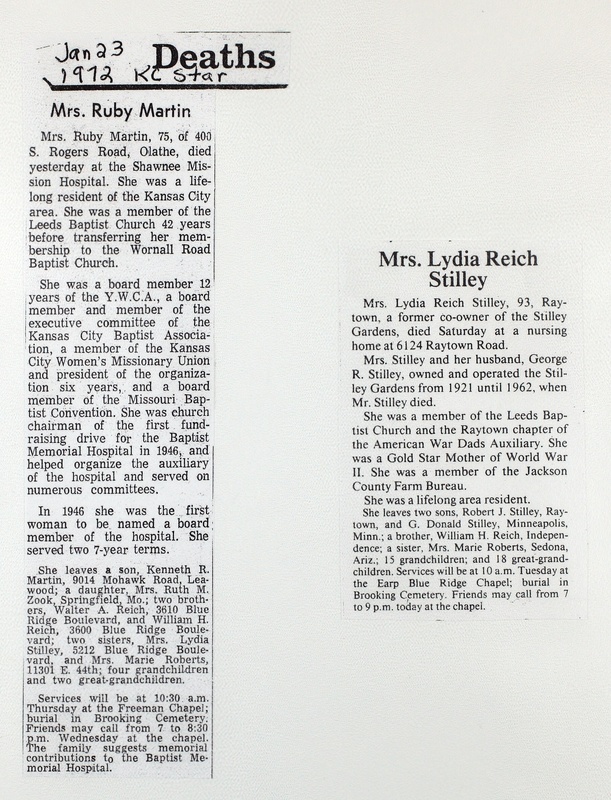 Jan 23
1972 KC Star
Deaths
Mrs. Ruby Martin
Mrs. Ruby Martin, 75, of 400
S. Rogers Road, Olathe, died
yesterday at the Shawnee Mis-
sion Hospital. She was a life-
long resident of the Kansas City
area. She was a member of the
Leeds Baptist Church 42 years
before transferring her mem-
bership to the Wornall Road
Baptist Church.
She was a board member 12
years of the Y.W.C.A., a board
member and member of the
executive committee of the
Kansas City Baptist Associa-
tion, a member of the Kansas
City Women's Missionary Union
and president of the organiza-
tion six years, and a board
member of the Missouri Bap-
tist Convention. She was church
chairman of the first fund-
raising drive for the Baptist
Memorial Hospital in 1946, and
helped organize the auxiliary
of the hospital and served on
numerous committees.
In 1946 she was the first
woman to be named a board
member of the hospital. She
served two 7-year terms.
She leaves a son, Kenneth R.
Martin, 9014 Mohawk Road, Lea-
wood; a daughter, Mrs. Ruth M.
Zook, Springfield, Mo.; two broth-
ers, Walter A. Reich, 3610 Blue
Ridge Boulevard, and William H.
Reich, 3600 Blue Ridge Boule-
vard; two sisters, Mrs. Lydia
Stilley, 5212 Blue Ridge Boule-
vard, and Mrs. Marie Roberts,
11301 E. 44th; four grandchildren
and two great-grandchildren.
Services will be at 10:30 a.m.
Thursday at the Freeman Chapel;
burial in Brooking Cemetery.
Friends may call from 7 to 8:30
p.m. Wednesday at the chapel.
The family suggests memorial
contributions to the Baptist Me-
morial Hospital.
Mrs. Lydia Reich
Stilley
Mrs. Lydia Reich Stilley, 93, Ray-
town, a former co-owner of the Stilley
Gardens, died Saturday at a nursing
home at 6124 Raytown Road.
Mrs. Stilley and her husband, George
R. Stilley, owned and operated the Stil-
ley Gardens from 1921 until 1962, when
Mr. Stilley died.
She was a member of the Leeds Bap-
tist Church and the Raytown chapter of
the American War Dads Auxiliary. She
was a Gold Star Mother of World War
II. She was a member of the Jackson
County Farm Bureau.
She was a lifelong area resident.
She leaves two sons, Robert J. Stilley, Ray-
town, and G. Donald Stilley, Minneapolis,
Minn.; a brother, William H. Reich, Indepen-
dence; a sister, Mrs. Marie Roberts, Sedona,
Ariz.; 15 grandchildren; and 18 great-grand-
children. Services will be at 10 a.m. Tuesday at
the Earp Blue Ridge Chapel; burial in
Brooking Cemetery. Friends may call from 7
to 9 p.m. today at the chapel.